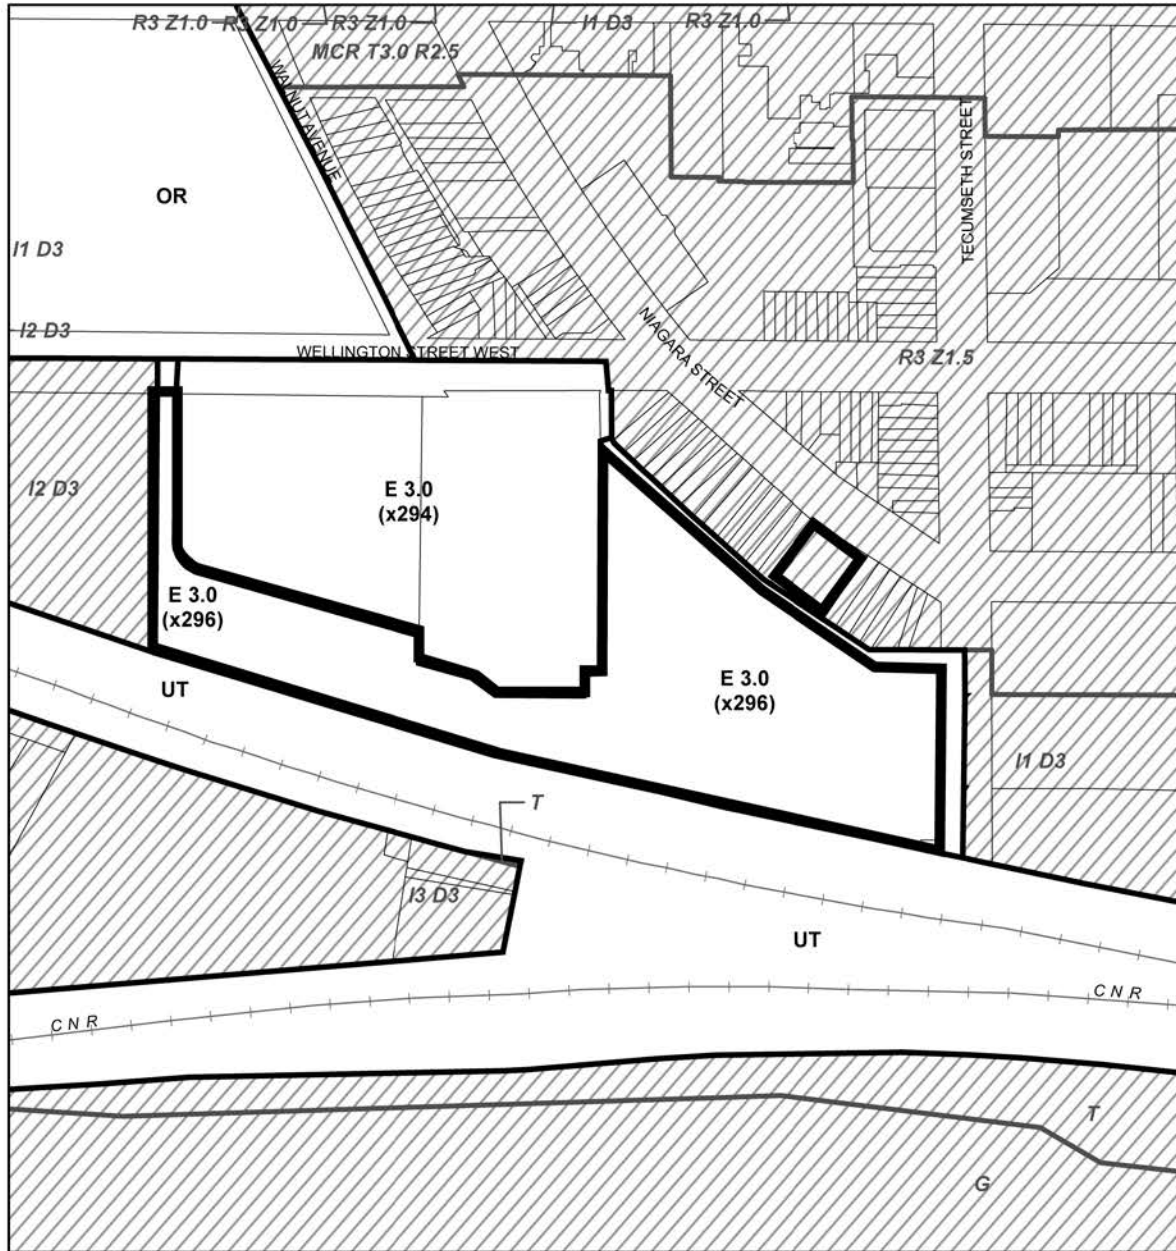 R3 Z1.0
R3 Z1.0
R3 Z1.0
I1 D3
R3 Z1.0
MCR T3.0 R2.5
WALNUT AVENUE
TECUMSETH STREET
OR
I1 D3
I2 D3
WELLINGTON STREET WEST
NIAGARA STREET
R3 Z1.5
I2 D3
E 3.0
(x294)
E 3.0
(x296)
UT
E 3.0
(x296)
I1 D3
T
I3 D3
UT
CNR
CNR
T
G